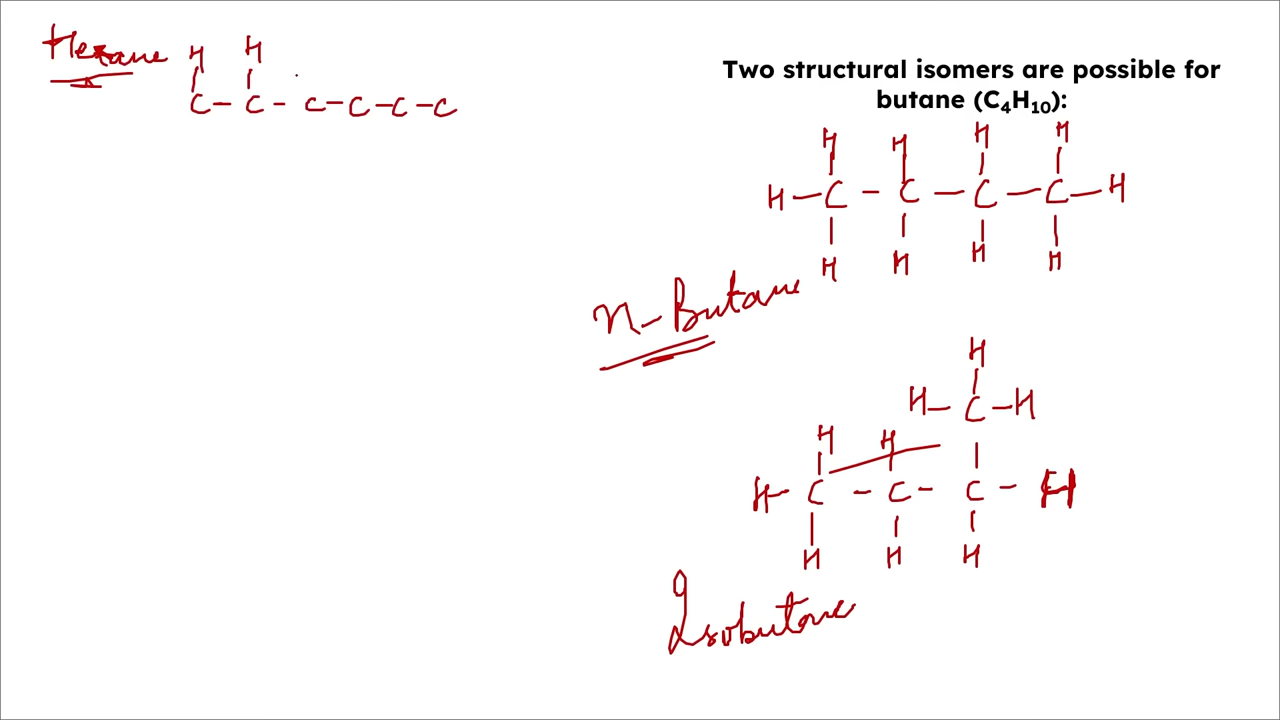 Hexane H H
C - C - C - C - C - C
Two structural isomers are possible for
butane (C₄H₁₀):
H H H H
H - C - C - C - C - H
H H H H
n-Butane
H
H - C - H
H H
H - C - C - C - H
H H H
Isobutane